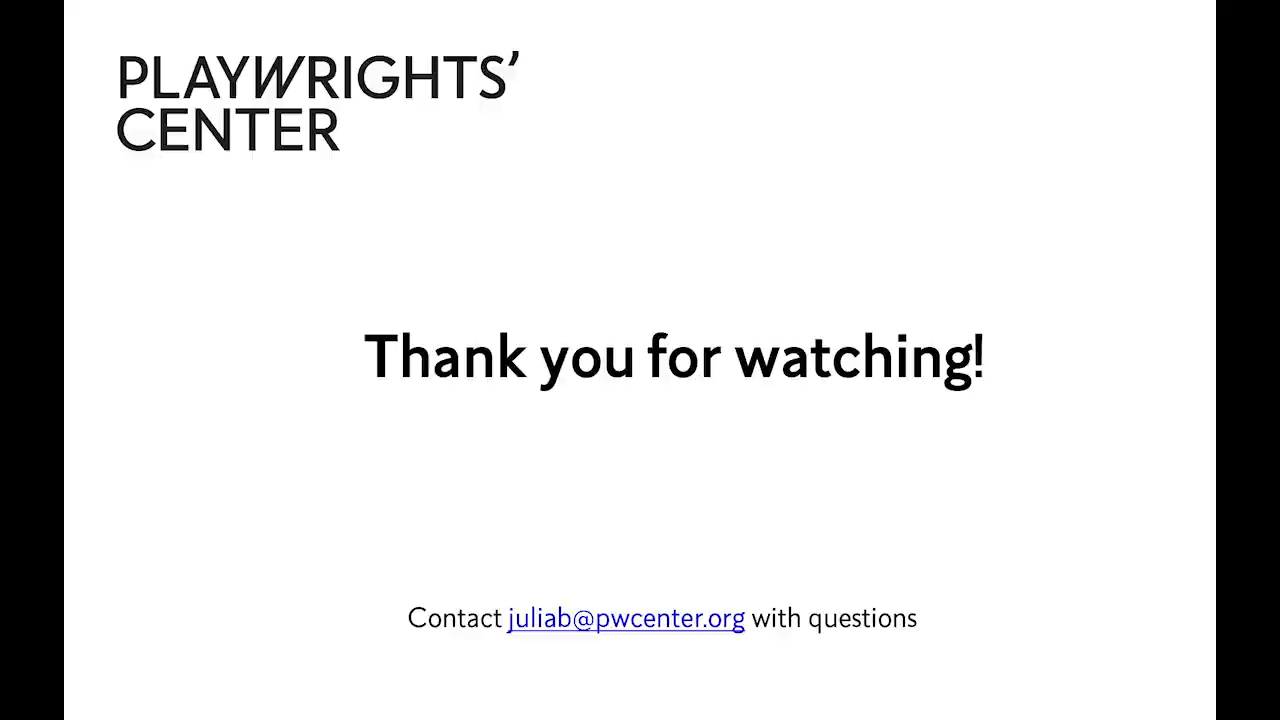 PLAYWRIGHTS’
CENTER
Thank you for watching!
Contact juliab@pwcenter.org with questions